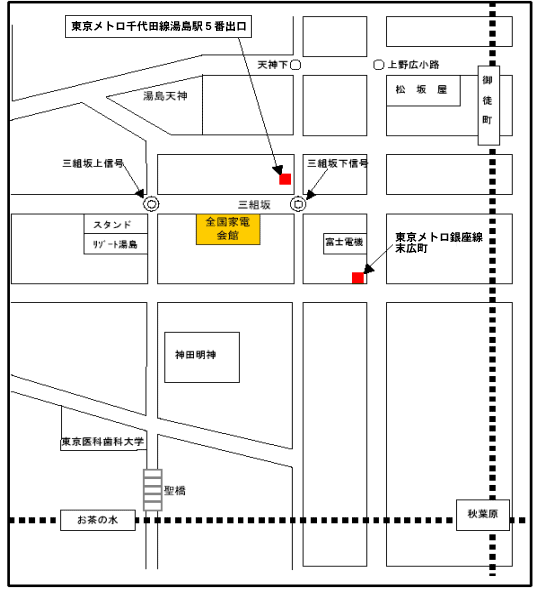 東京メトロ千代田線湯島駅５番出口
天神下
上野広小路
御徒町
松坂屋
湯島天神
三組坂上信号
三組坂下信号
三組坂
スタンド
リゾート湯島
全国家電
会館
富士電機
東京メトロ銀座線
末広町
神田明神
東京医科歯科大学
聖橋
お茶の水
秋葉原